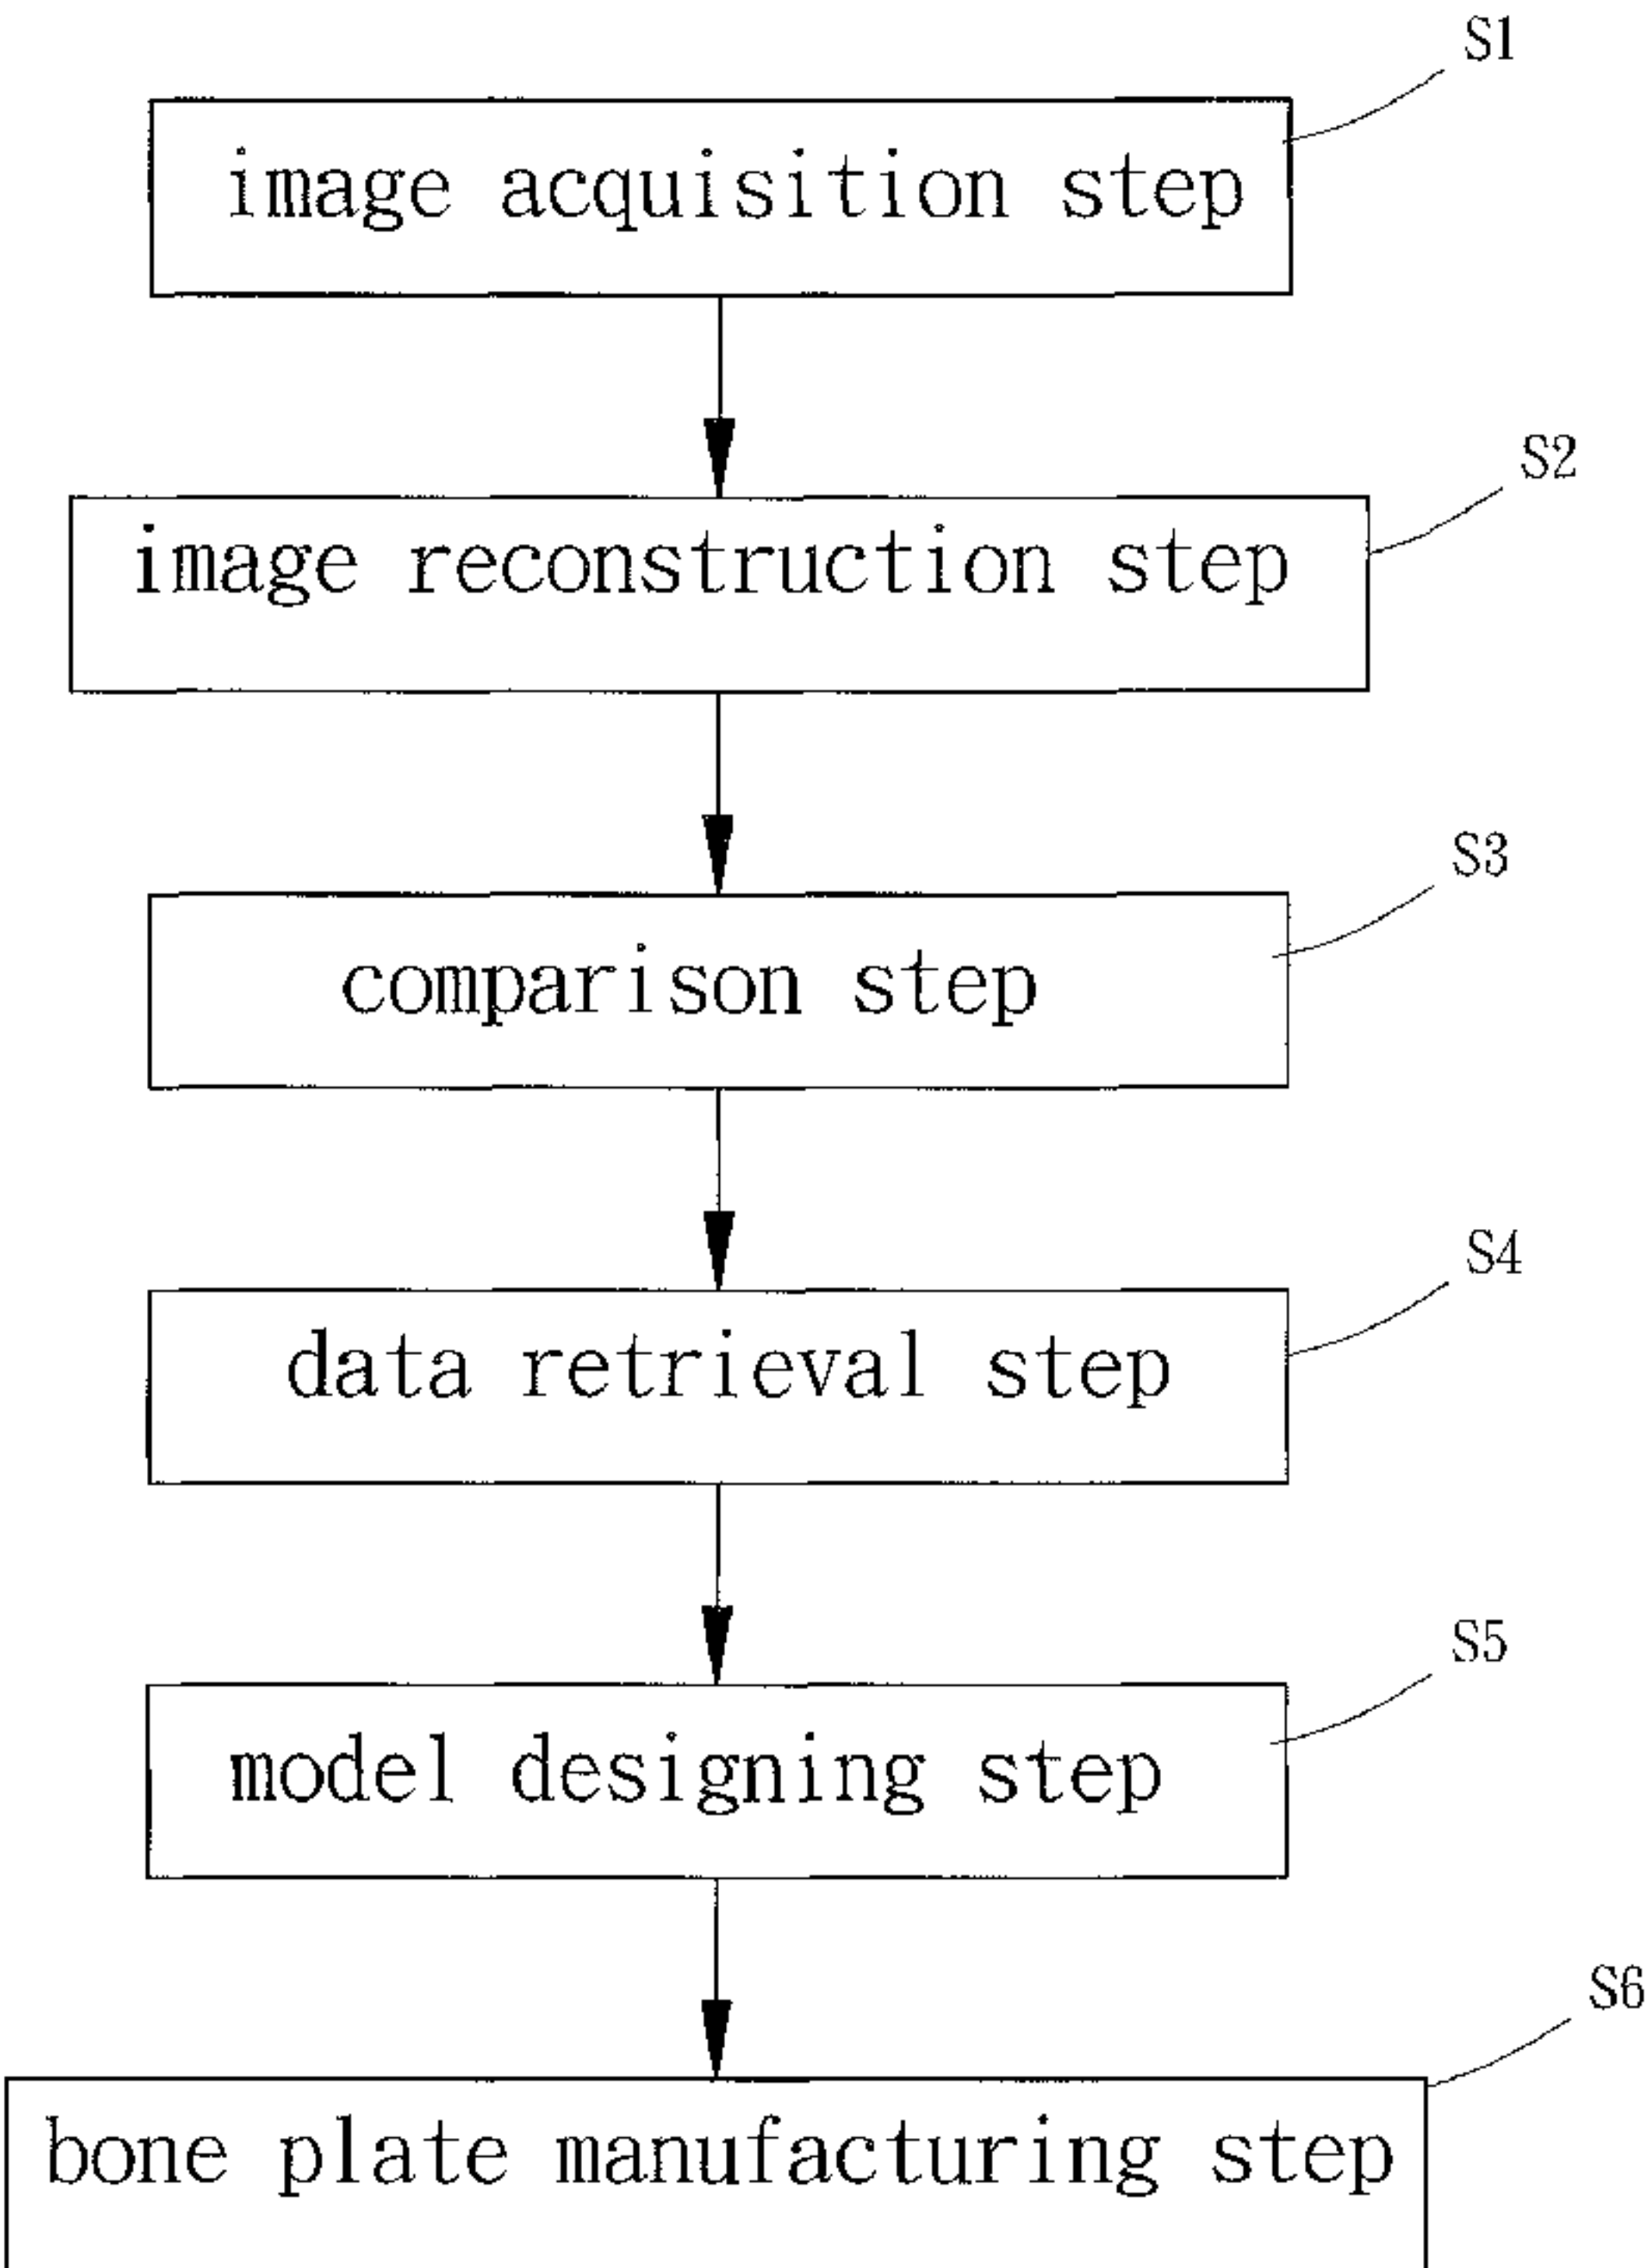 S1
image acquisition step
S2
image reconstruction step
S3
comparison step
S4
data retrieval step
S5
model designing step
S6
bone plate manufacturing step